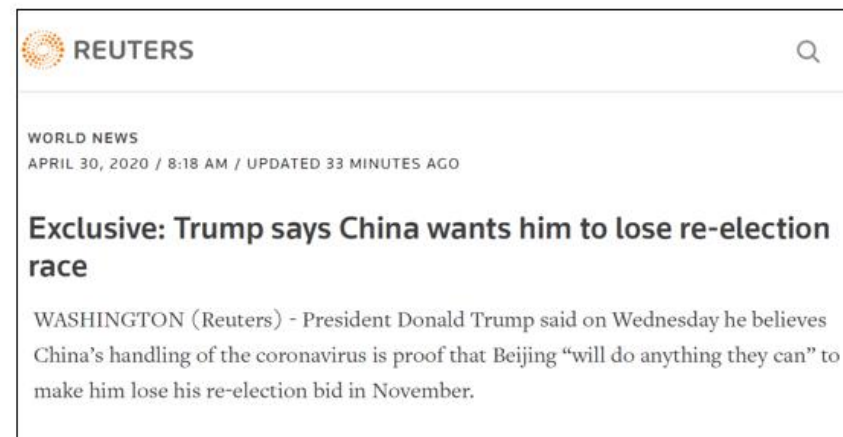 REUTERS
WORLD NEWS
APRIL 30, 2020 / 8:18 AM / UPDATED 33 MINUTES AGO
Exclusive: Trump says China wants him to lose re-election
race
WASHINGTON (Reuters) - President Donald Trump said on Wednesday he believes
China’s handling of the coronavirus is proof that Beijing “will do anything they can” to
make him lose his re-election bid in November.